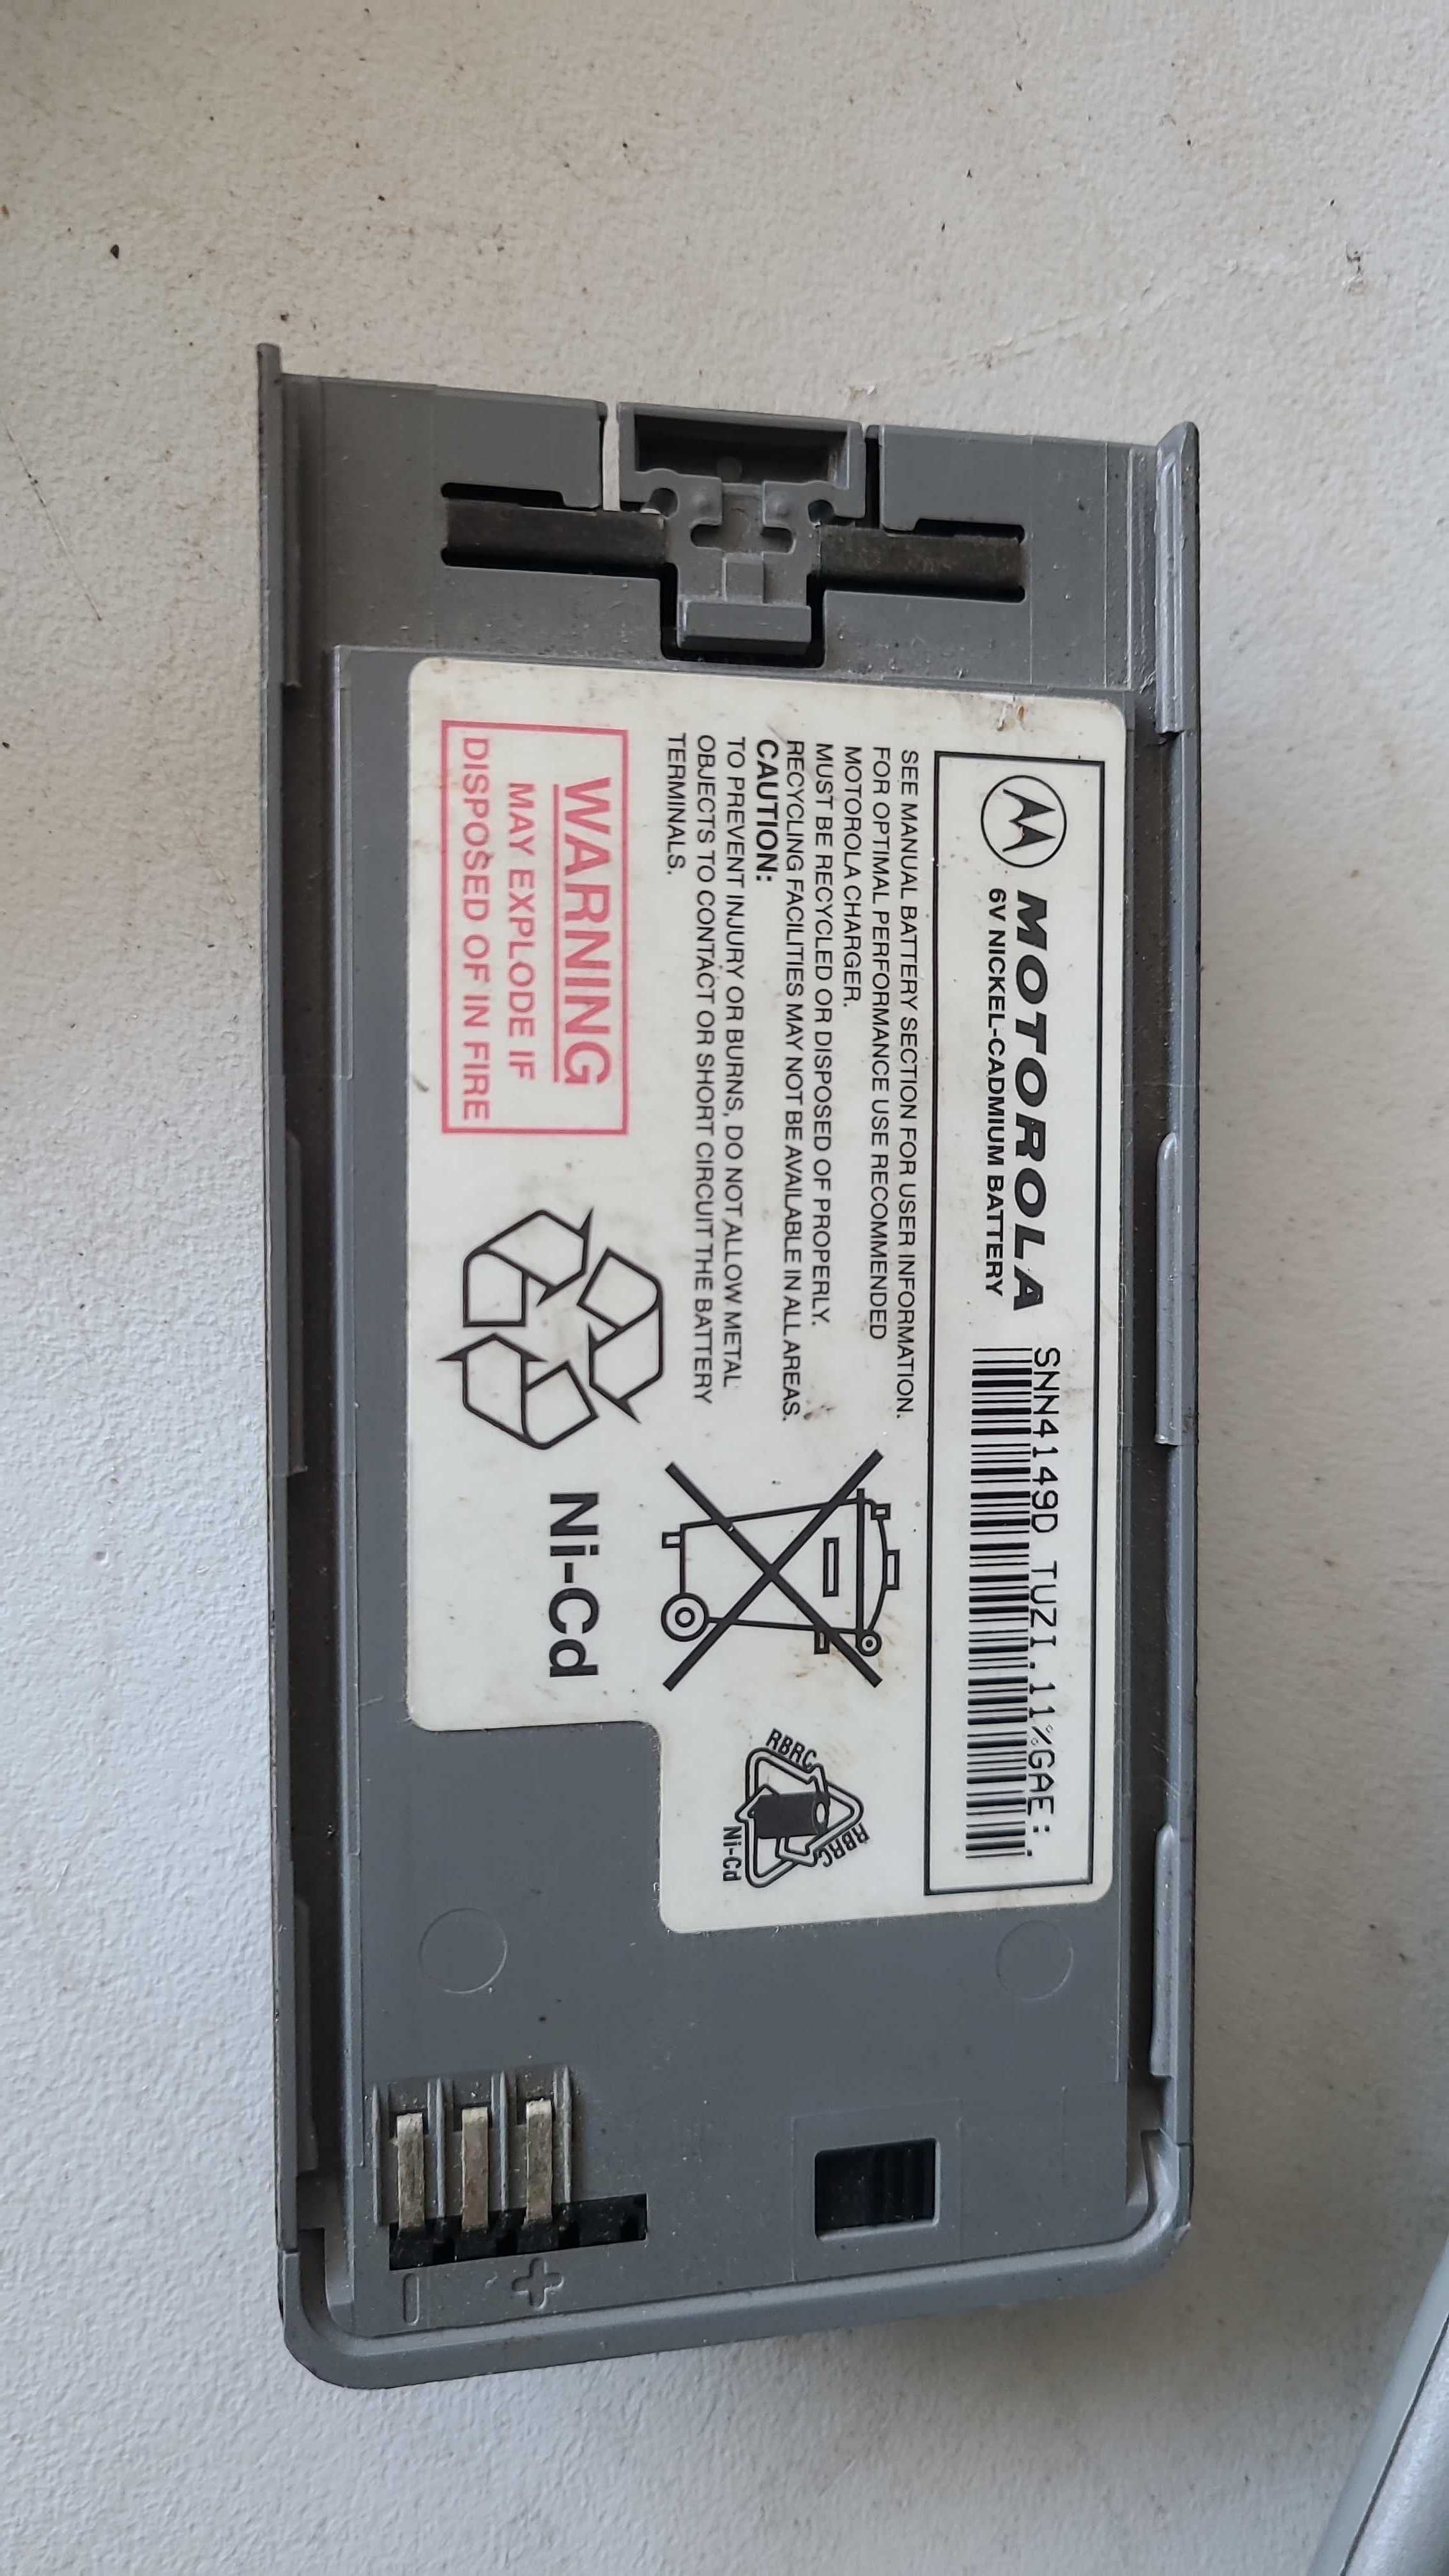 MOTOROLA
6V NICKEL-CADMIUM BATTERY
SNN4149D TUZI.11%GAE:
SEE MANUAL BATTERY SECTION FOR USER INFORMATION.
FOR OPTIMAL PERFORMANCE USE RECOMMENDED
MOTOROLA CHARGER.
MUST BE RECYCLED OR DISPOSED OF PROPERLY.
RECYCLING FACILITIES MAY NOT BE AVAILABLE IN ALL AREAS.
CAUTION:
TO PREVENT INJURY OR BURNS, DO NOT ALLOW METAL
OBJECTS TO CONTACT OR SHORT CIRCUIT THE BATTERY
TERMINALS.
WARNING
MAY EXPLODE IF
DISPOSED OF IN FIRE
Ni-Cd
RBRC
RBRC
Ni-Cd
+
−